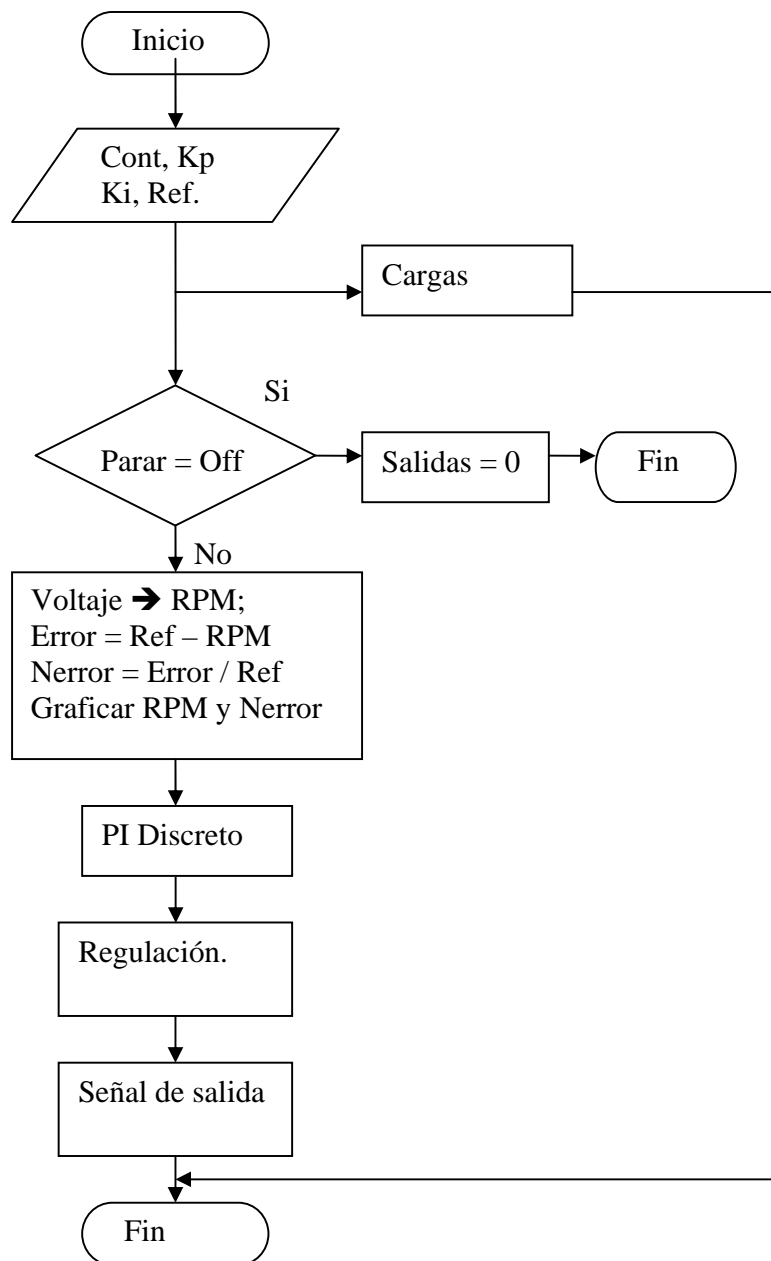 Inicio
Cont, Kp
Ki, Ref.
Cargas
Si
Parar = Off
Salidas = 0
Fin
No
Voltaje ➔ RPM;
Error = Ref – RPM
Nerror = Error / Ref
Graficar RPM y Nerror
PI Discreto
Regulación.
Señal de salida
Fin